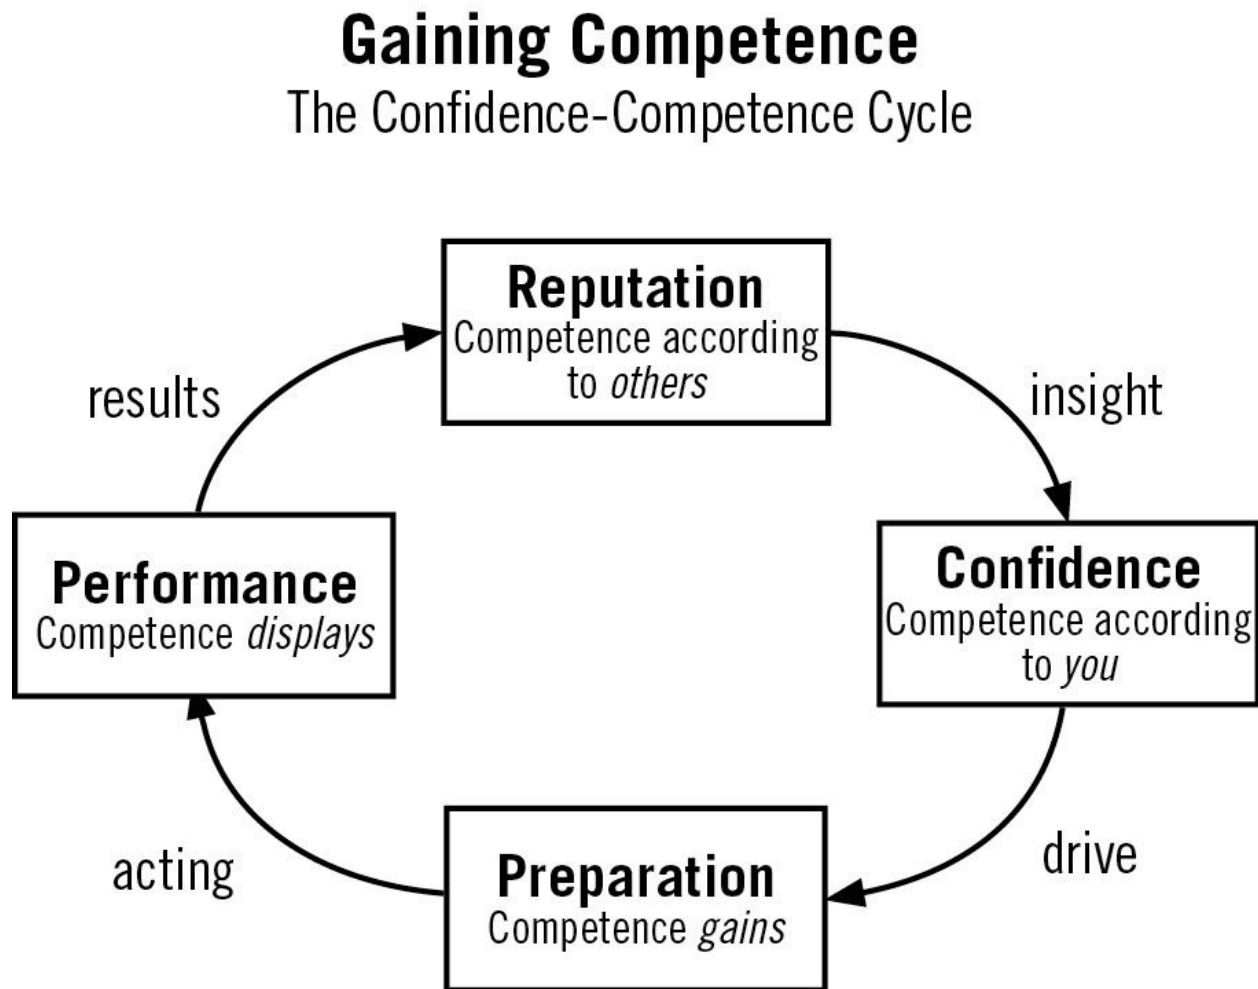 Gaining Competence
The Confidence-Competence Cycle
Reputation
Competence according
to others
results
insight
Performance
Competence displays
Confidence
Competence according
to you
acting
drive
Preparation
Competence gains